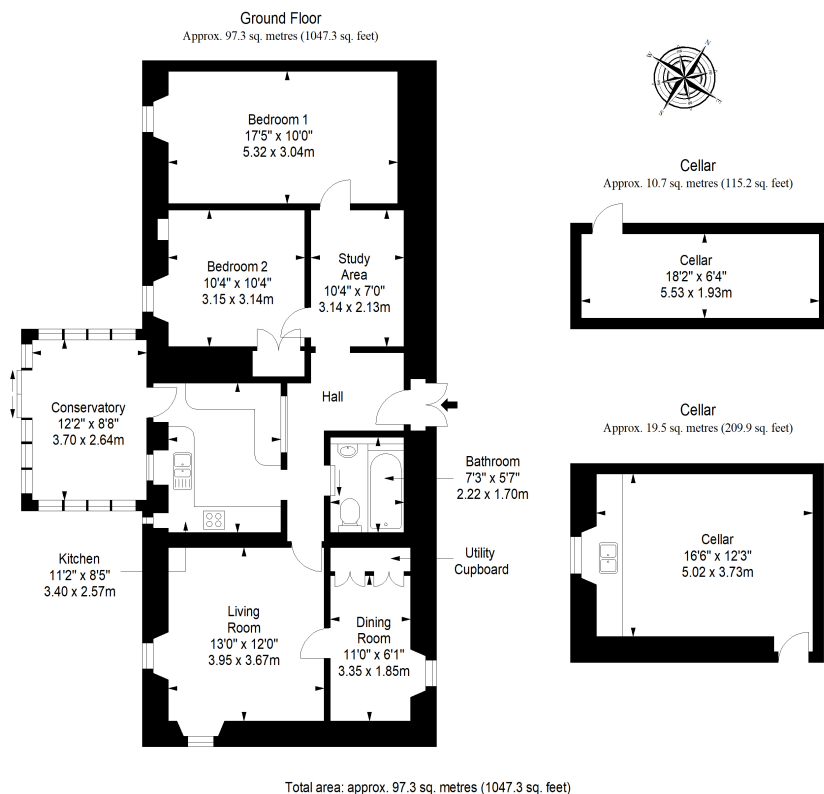 Ground Floor
Approx. 97.3 sq. metres (1047.3 sq. feet)
Bedroom 1
17'5" x 10'0"
5.32 x 3.04m
Bedroom 2
10'4" x 10'4"
3.15 x 3.14m
Study
Area
10'4" x 7'0"
3.14 x 2.13m
Hall
Conservatory
12'2" x 8'8"
3.70 x 2.64m
Bathroom
7'3" x 5'7"
2.22 x 1.70m
Kitchen
11'2" x 8'5"
3.40 x 2.57m
Utility
Cupboard
Living
Room
13'0" x 12'0"
3.95 x 3.67m
Dining
Room
11'0" x 6'1"
3.35 x 1.85m
N
E
S
W
Cellar
Approx. 10.7 sq. metres (115.2 sq. feet)
Cellar
18'2" x 6'4"
5.53 x 1.93m
Cellar
Approx. 19.5 sq. metres (209.9 sq. feet)
Cellar
16'6" x 12'3"
5.02 x 3.73m
Total area: approx. 97.3 sq. metres (1047.3 sq. feet)